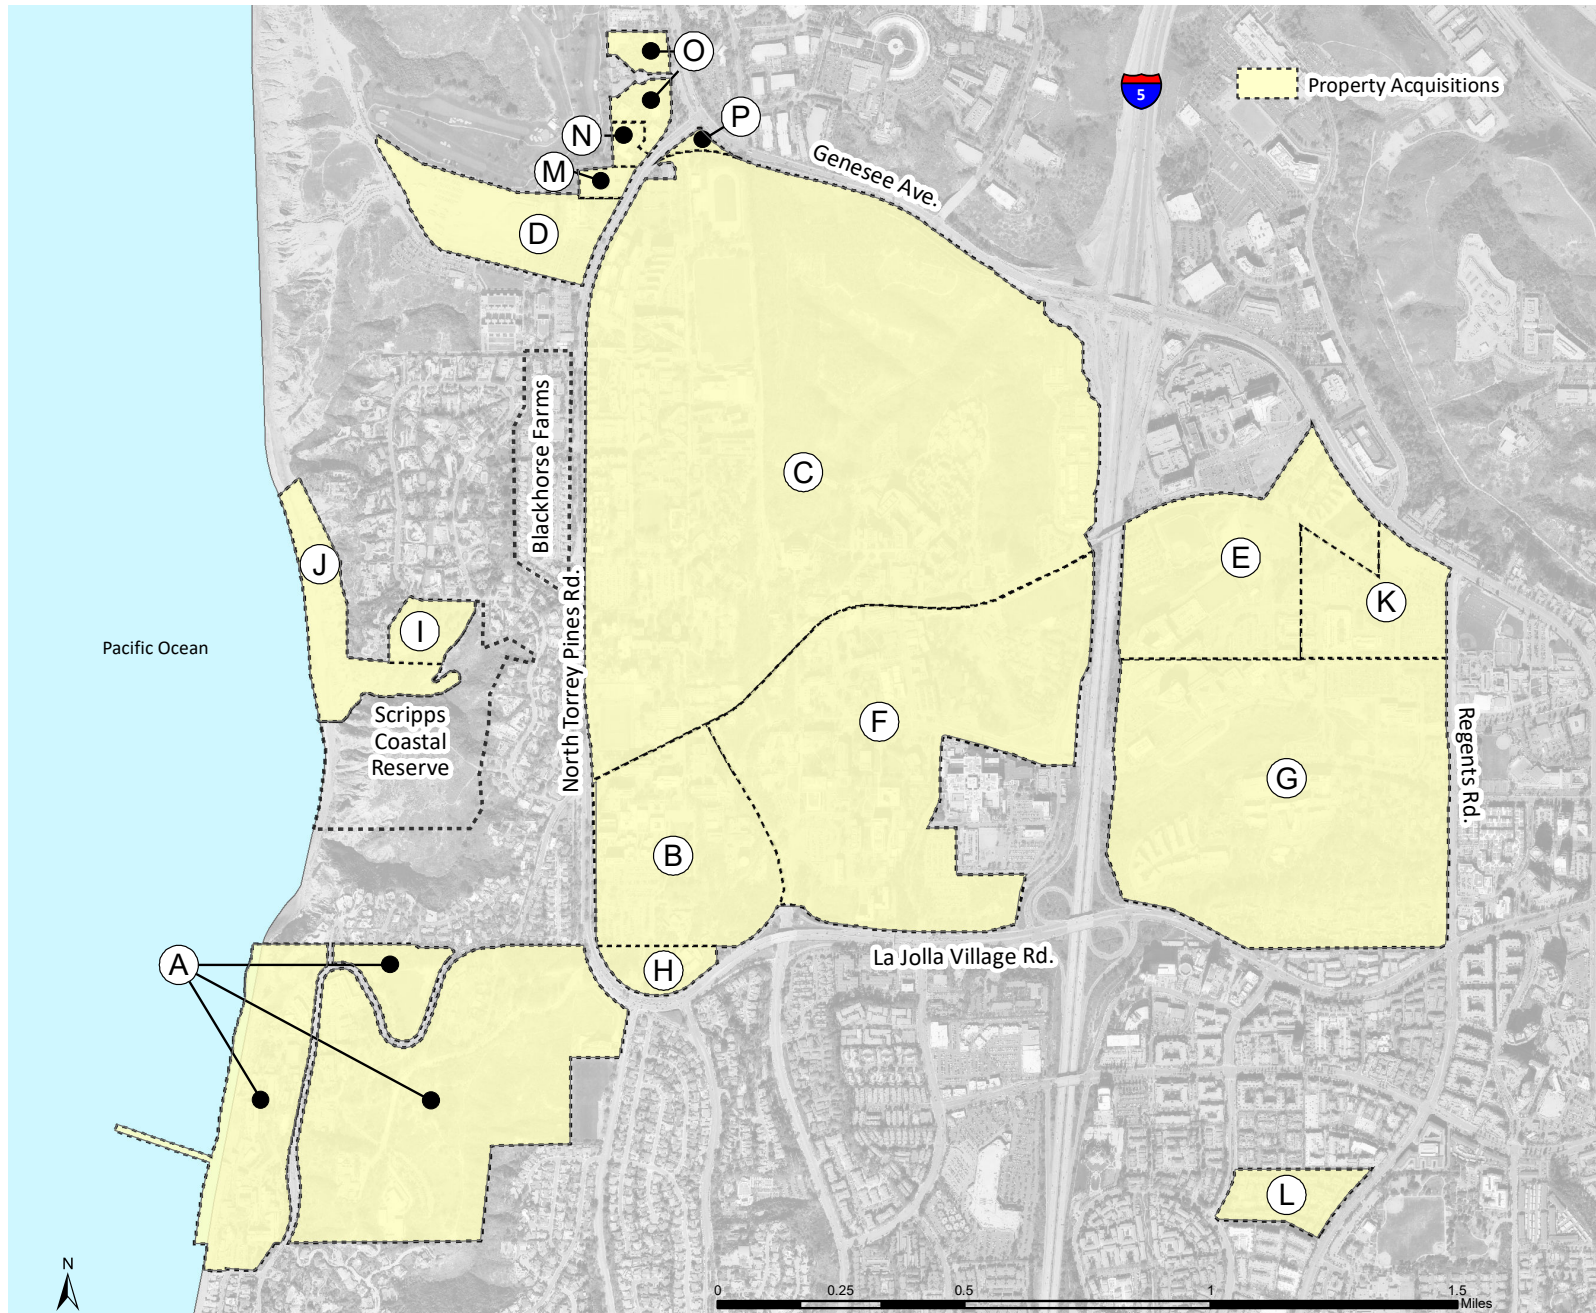 O
P
N
M
D
Genesee Ave.
5
Property Acquisitions
Blackhorse Farms
C
J
I
E
K
Pacific Ocean
North Torrey Pines Rd.
Scripps
Coastal
Reserve
F
G
Regents Rd.
B
A
H
La Jolla Village Rd.
L
N
0 0.25 0.5 1 1.5
Miles